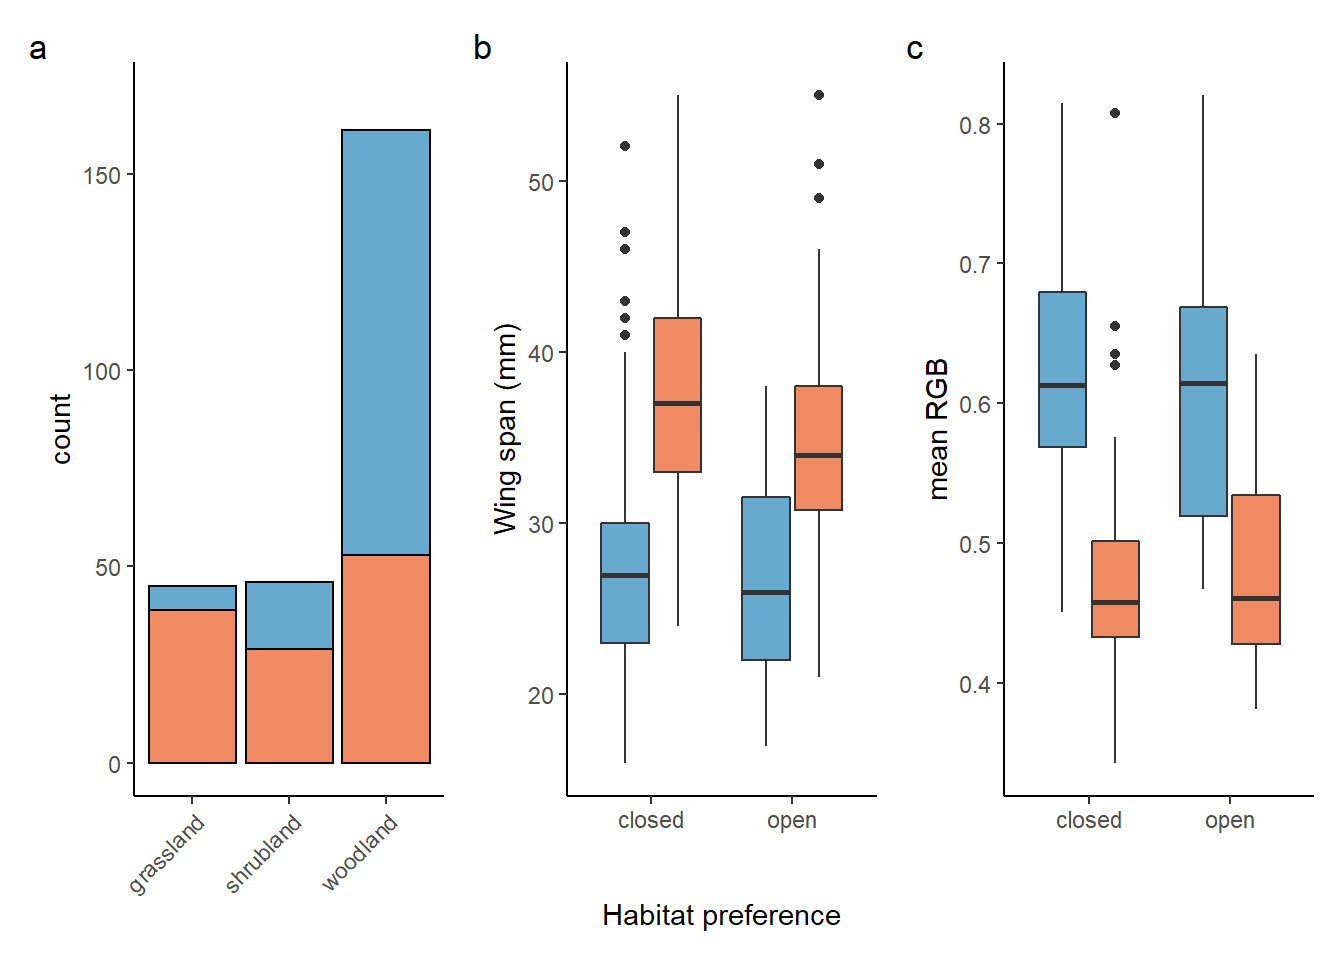 a
count
150
100
50
0
grassland
shrubland
woodland
b
Wing span (mm)
50
40
30
20
closed
open
c
mean RGB
0.8
0.7
0.6
0.5
0.4
closed
open
Habitat preference